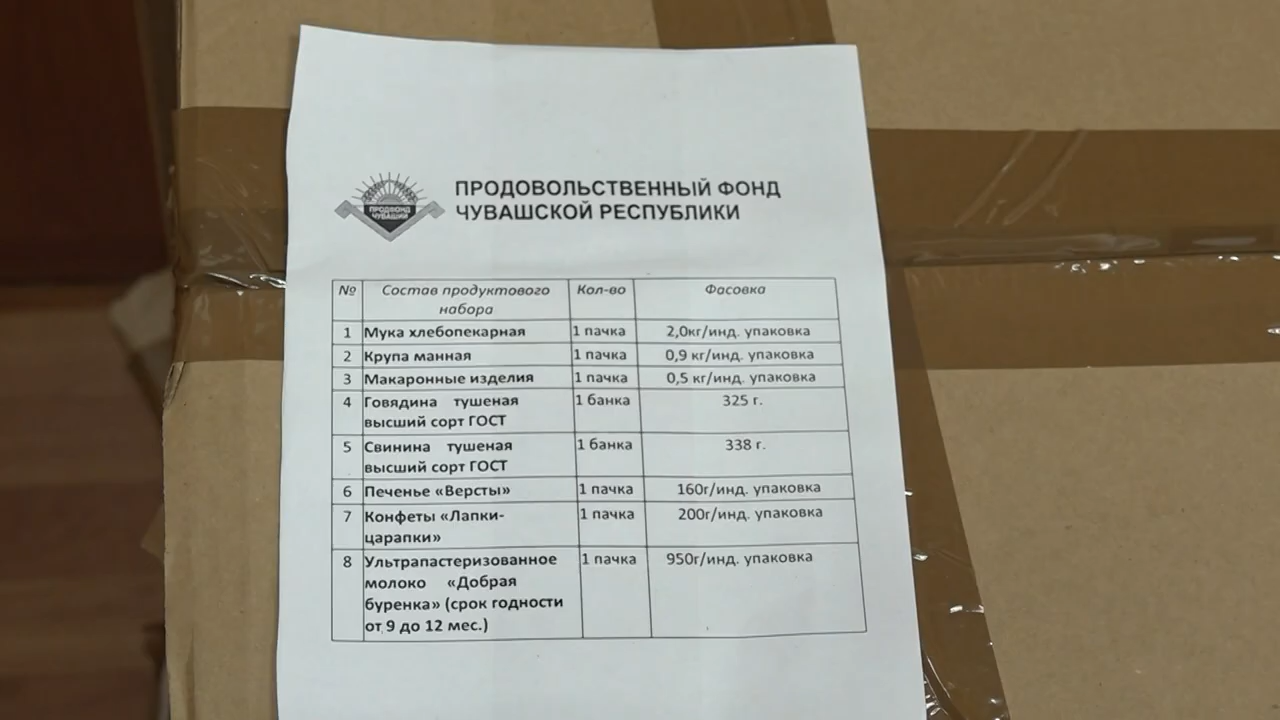 ПРОДФОНД
ЧУВАШИИ
ПРОДОВОЛЬСТВЕННЫЙ ФОНД
ЧУВАШСКОЙ РЕСПУБЛИКИ
№ Состав продуктового набора Кол-во Фасовка
1 Мука хлебопекарная 1 пачка 2,0кг/инд. упаковка
2 Крупа манная 1 пачка 0,9 кг/инд. упаковка
3 Макаронные изделия 1 пачка 0,5 кг/инд. упаковка
4 Говядина тушеная 1 банка 325 г.
высший сорт ГОСТ
5 Свинина тушеная 1 банка 338 г.
высший сорт ГОСТ
6 Печенье «Версты» 1 пачка 160г/инд. упаковка
7 Конфеты «Лапки- 1 пачка 200г/инд. упаковка
царапки»
8 Ультрапастеризованное 1 пачка 950г/инд. упаковка
молоко «Добрая
буренка» (срок годности
от 9 до 12 мес.)